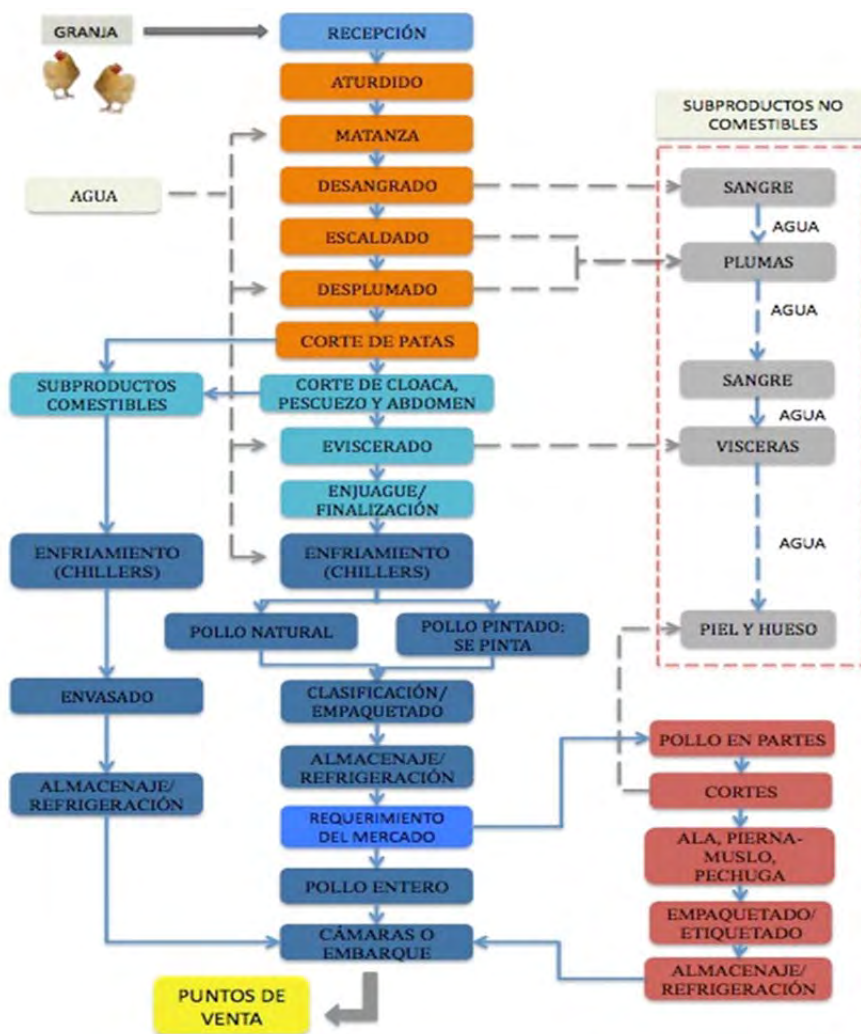 GRANJA
RECEPCIÓN
ATURDIDO
SUBPRODUCTOS NO
COMESTIBLES
MATANZA
AGUA
DESANGRADO
SANGRE
AGUA
ESCALDADO
PLUMAS
DESPLUMADO
AGUA
CORTE DE PATAS
SUBPRODUCTOS
COMESTIBLES
CORTE DE CLOACA,
PESCUEZO Y ABDOMEN
SANGRE
AGUA
EVISCERADO
VISCERAS
ENJUAGUE/
FINALIZACIÓN
ENFRIAMIENTO
(CHILLERS)
ENFRIAMIENTO
(CHILLERS)
AGUA
POLLO NATURAL
POLLO PINTADO:
SE PINTA
PIEL Y HUESO
ENVASADO
CLASIFICACIÓN/
EMPAQUETADO
POLLO EN PARTES
ALMACENAJE/
REFRIGERACIÓN
ALMACENAJE/
REFRIGERACIÓN
CORTES
REQUERIMIENTO
DEL MERCADO
ALA, PIERNA-
MUSLO,
PECHUGA
POLLO ENTERO
EMPAQUETADO/
ETIQUETADO
CÁMARAS O
EMBARQUE
ALMACENAJE/
REFRIGERACIÓN
PUNTOS DE
VENTA